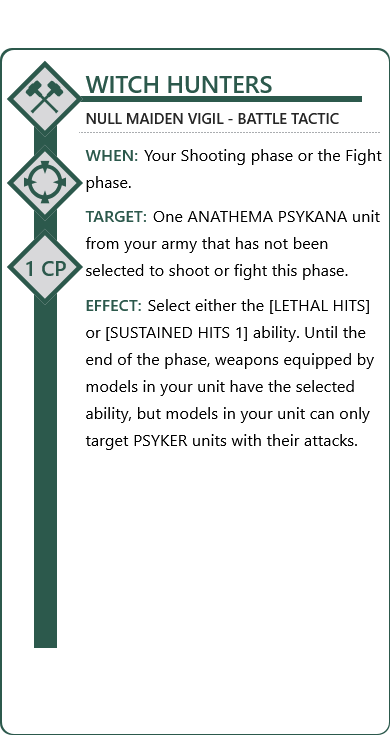 WITCH HUNTERS
NULL MAIDEN VIGIL - BATTLE TACTIC
WHEN: Your Shooting phase or the Fight
phase.
TARGET: One ANATHEMA PSYKANA unit
from your army that has not been
selected to shoot or fight this phase.
1 CP
EFFECT: Select either the [LETHAL HITS]
or [SUSTAINED HITS 1] ability. Until the
end of the phase, weapons equipped by
models in your unit have the selected
ability, but models in your unit can only
target PSYKER units with their attacks.